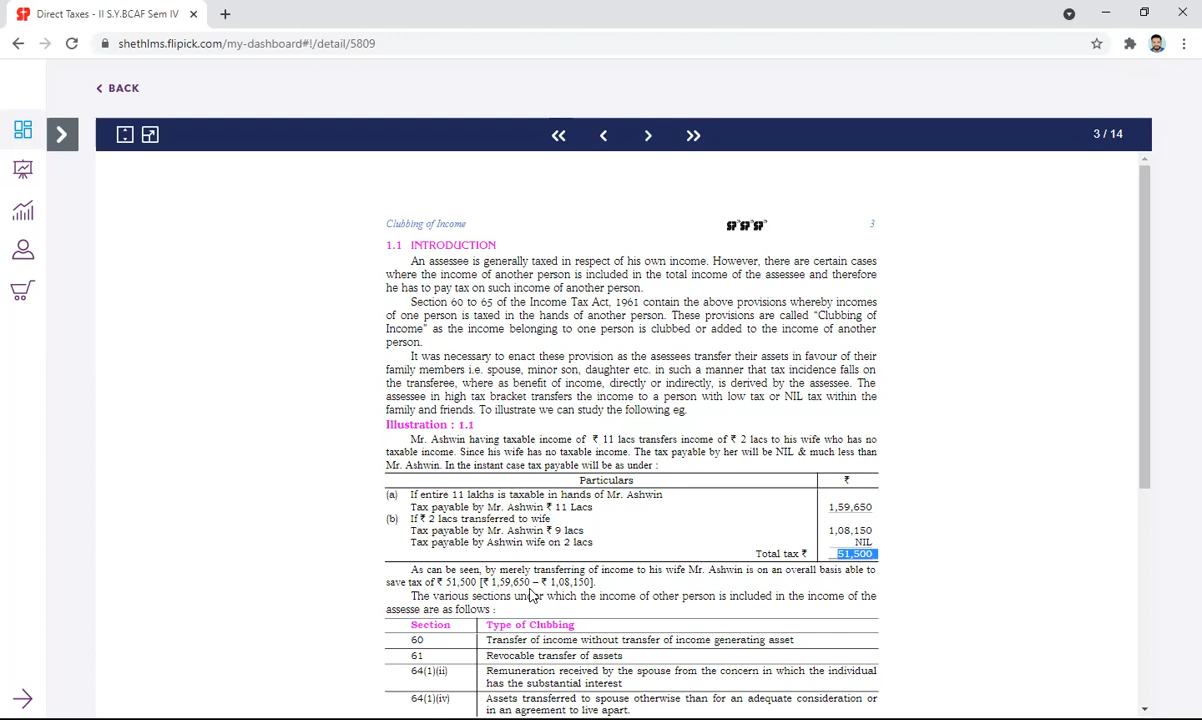 Direct Taxes - II S.Y.BCAF Sem IV
shethlms.flipick.com/my-dashboard#!/detail/5809
BACK
3 / 14
Clubbing of Income
3
1.1 INTRODUCTION
An assessee is generally taxed in respect of his own income. However, there are certain cases
where the income of another person is included in the total income of the assessee and therefore
he has to pay tax on such income of another person.
Section 60 to 65 of the Income Tax Act, 1961 contain the above provisions whereby incomes
of one person is taxed in the hands of another person. These provisions are called “Clubbing of
Income” as the income belonging to one person is clubbed or added to the income of another
person.
It was necessary to enact these provision as the asessees transfer their assets in favour of their
family members i.e. spouse, minor son, daughter etc. in such a manner that tax incidence falls on
the transferee, where as benefit of income, directly or indirectly, is derived by the assessee. The
assessee in high tax bracket transfers the income to a person with low tax or NIL tax within the
family and friends. To illustrate we can study the following eg.
Illustration : 1.1
Mr. Ashwin having taxable income of ₹ 11 lacs transfers income of ₹ 2 lacs to his wife who has no
taxable income. Since his wife has no taxable income. The tax payable by her will be NIL & much less than
Mr. Ashwin. In the instant case tax payable will be as under :
Particulars ₹
(a) If entire 11 lakhs is taxable in hands of Mr. Ashwin
Tax payable by Mr. Ashwin ₹ 11 Lacs 1,59,650
(b) If ₹ 2 lacs transferred to wife
Tax payable by Mr. Ashwin ₹ 9 lacs 1,08,150
Tax payable by Ashwin wife on 2 lacs NIL
Total tax ₹ 51,500
As can be seen, by merely transferring of income to his wife Mr. Ashwin is on an overall basis able to
save tax of ₹ 51,500 [₹ 1,59,650 – ₹ 1,08,150].
The various sections under which the income of other person is included in the income of the
assesse are as follows :
Section Type of Clubbing
60 Transfer of income without transfer of income generating asset
61 Revocable transfer of assets
64(1)(ii) Remuneration received by the spouse from the concern in which the individual
has the substantial interest
64(1)(iv) Assets transferred to spouse otherwise than for an adequate consideration or
in an agreement to live apart.